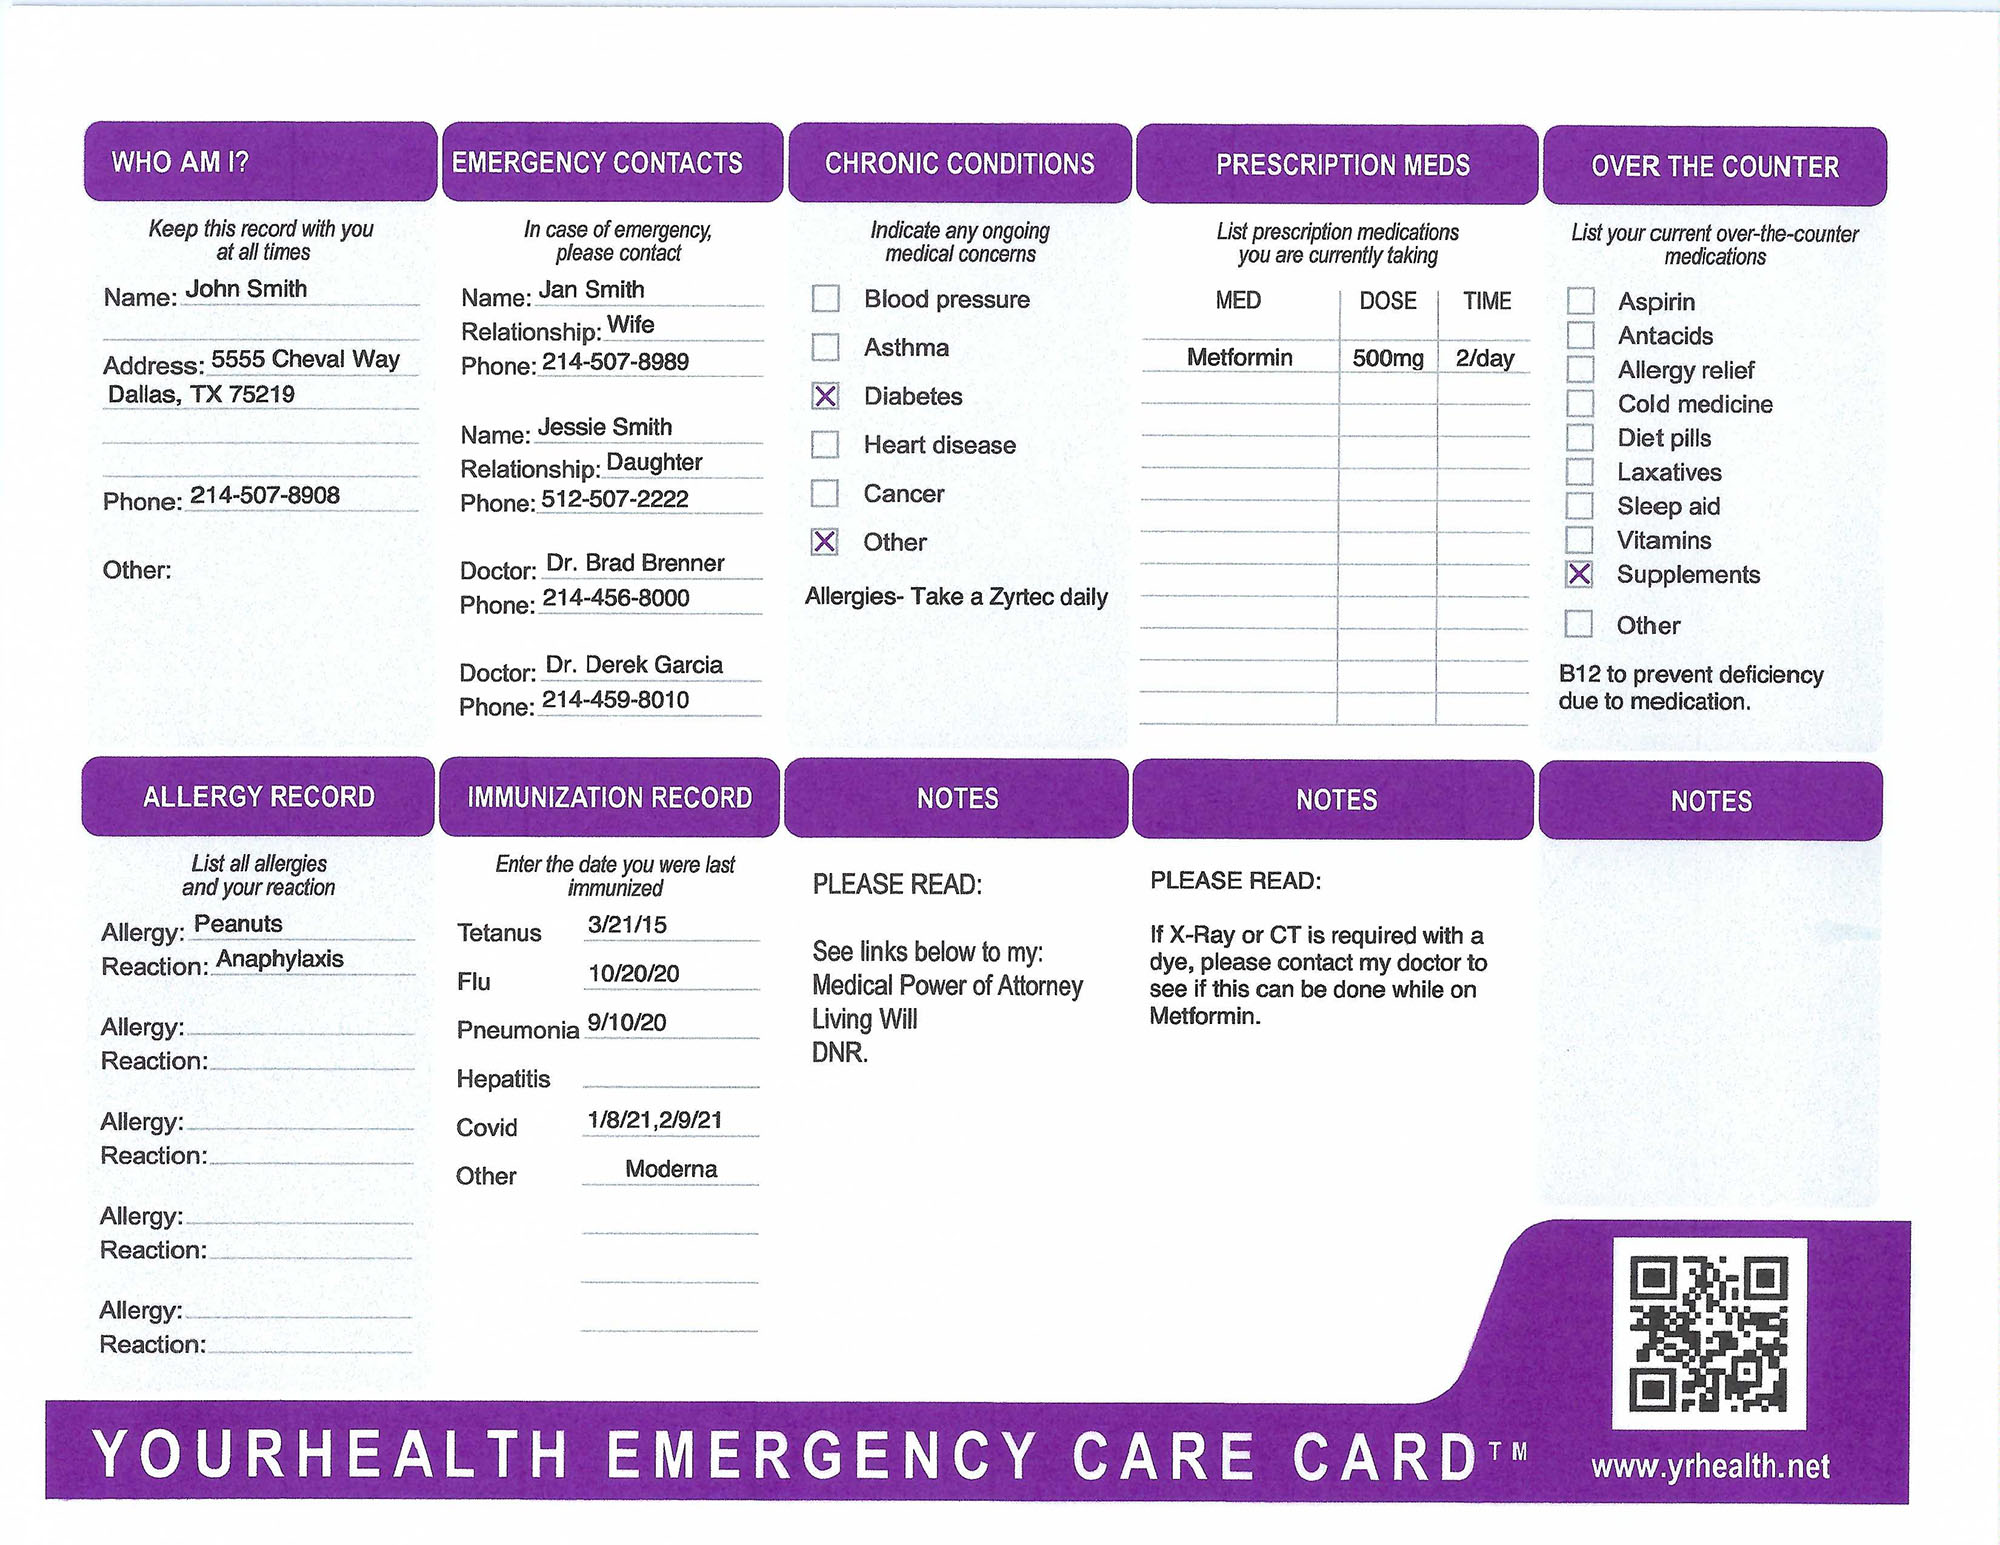 WHO AM I?
Keep this record with you
at all times
Name: John Smith
Address: 5555 Cheval Way
Dallas, TX 75219
Phone: 214-507-8908
Other:
EMERGENCY CONTACTS
In case of emergency,
please contact
Name: Jan Smith
Relationship: Wife
Phone: 214-507-8989
Name: Jessie Smith
Relationship: Daughter
Phone: 512-507-2222
Doctor: Dr. Brad Brenner
Phone: 214-456-8000
Doctor: Dr. Derek Garcia
Phone: 214-459-8010
CHRONIC CONDITIONS
Indicate any ongoing
medical concerns
Blood pressure
Asthma
Diabetes
Heart disease
Cancer
Other
Allergies- Take a Zyrtec daily
PRESCRIPTION MEDS
List prescription medications
you are currently taking
MED DOSE TIME
Metformin 500mg 2/day
OVER THE COUNTER
List your current over-the-counter
medications
Aspirin
Antacids
Allergy relief
Cold medicine
Diet pills
Laxatives
Sleep aid
Vitamins
Supplements
Other
B12 to prevent deficiency
due to medication.
ALLERGY RECORD
List all allergies
and your reaction
Allergy: Peanuts
Reaction: Anaphylaxis
Allergy:
Reaction:
Allergy:
Reaction:
Allergy:
Reaction:
Allergy:
Reaction:
IMMUNIZATION RECORD
Enter the date you were last
immunized
Tetanus 3/21/15
Flu 10/20/20
Pneumonia 9/10/20
Hepatitis
Covid 1/8/21,2/9/21
Other Moderna
NOTES
PLEASE READ:
See links below to my:
Medical Power of Attorney
Living Will
DNR.
NOTES
PLEASE READ:
If X-Ray or CT is required with a
dye, please contact my doctor to
see if this can be done while on
Metformin.
NOTES
YOURHEALTH EMERGENCY CARE CARD™
www.yrhealth.net